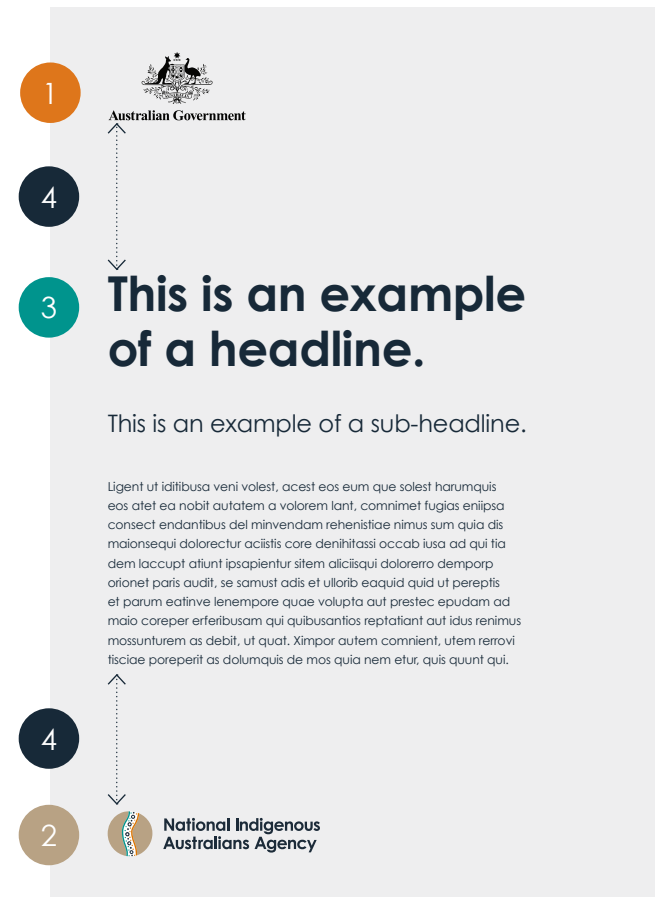 1
Australian Government
4
3
This is an example
of a headline.
This is an example of a sub-headline.
Ligent ut iditibusa veni volest, acest eos eum que solest harumquis
eos atet ea nobit autatem a volorem lant, comnimet fugias eniipsa
consect endantibus del minvendam rehenistiae nimus sum quia dis
maionsequi dolorectur aciistis core denihitassi occab iusa ad qui tia
dem laccupt atiunt ipsapientur sitem aliciisqui dolorerro demporp
orionet paris audit, se samust adis et ullorib eaquid quid ut pereptis
et parum eatinve lenempore quae volupta aut prestec epudam ad
maio coreper erferibusam qui quibusantios reptatiant aut idus renimus
mossunturem as debit, ut quat. Ximpor autem comnient, utem rerrovi
tisciae poreperit as dolumquis de mos quia nem etur, quis quunt qui.
4
2
National Indigenous
Australians Agency